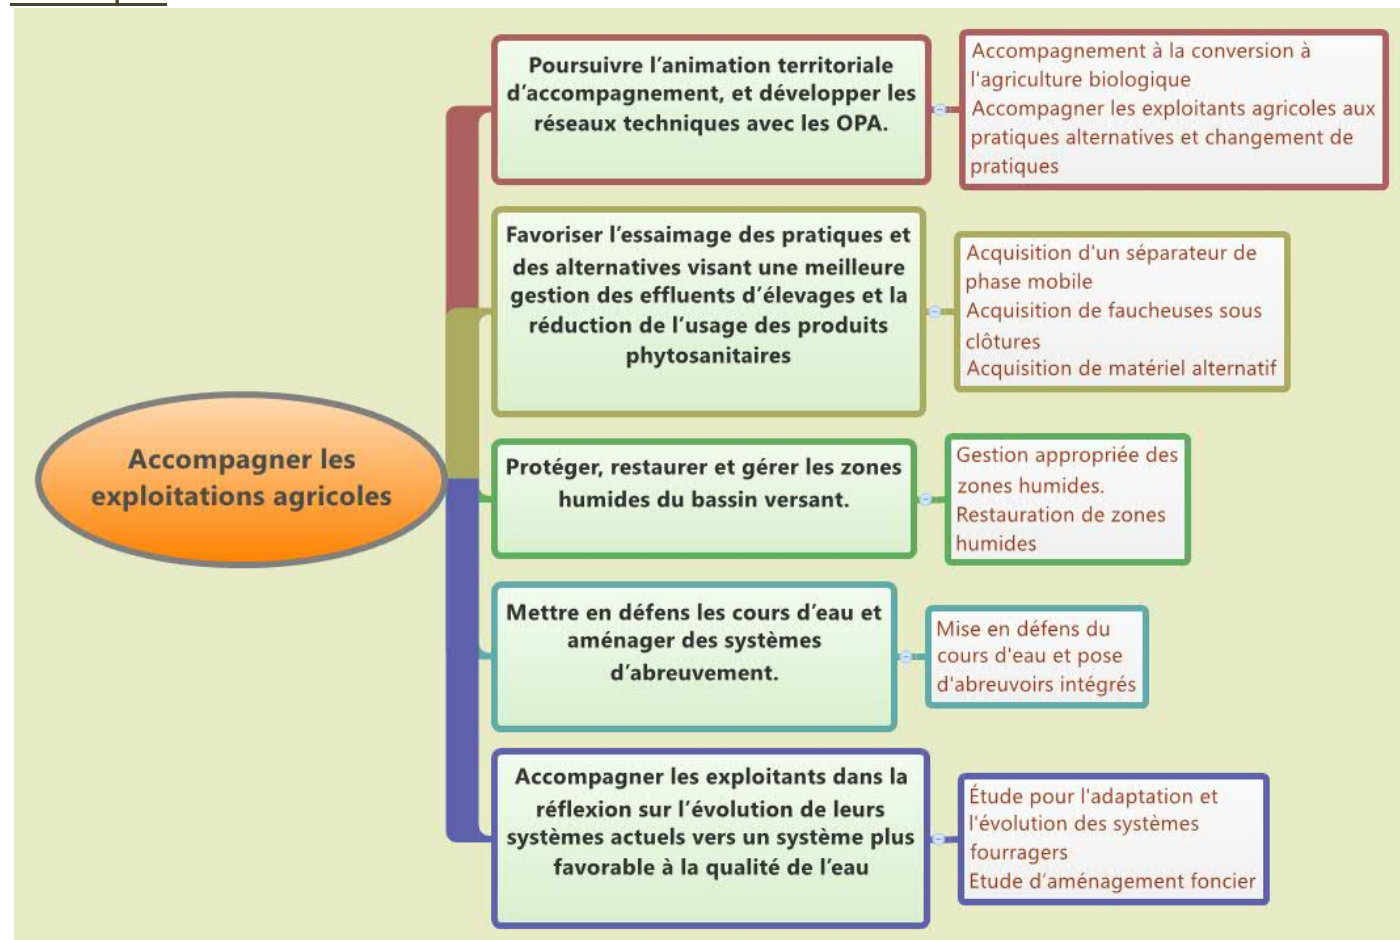 Accompagner les
exploitations agricoles
Poursuivre l’animation territoriale
d’accompagnement, et développer les
réseaux techniques avec les OPA.
Accompagnement à la conversion à
l'agriculture biologique
Accompagner les exploitants agricoles aux
pratiques alternatives et changement de
pratiques
Favoriser l’essaimage des pratiques et
des alternatives visant une meilleure
gestion des effluents d’élevages et la
réduction de l’usage des produits
phytosanitaires
Acquisition d'un séparateur de
phase mobile
Acquisition de faucheuses sous
clôtures
Acquisition de matériel alternatif
Protéger, restaurer et gérer les zones
humides du bassin versant.
Gestion appropriée des
zones humides.
Restauration de zones
humides
Mettre en défens les cours d’eau et
aménager des systèmes
d’abreuvement.
Mise en défens du
cours d'eau et pose
d'abreuvoirs intégrés
Accompagner les exploitants dans la
réflexion sur l’évolution de leurs
systèmes actuels vers un système plus
favorable à la qualité de l’eau
Étude pour l'adaptation et
l'évolution des systèmes
fourragers
Etude d’aménagement foncier